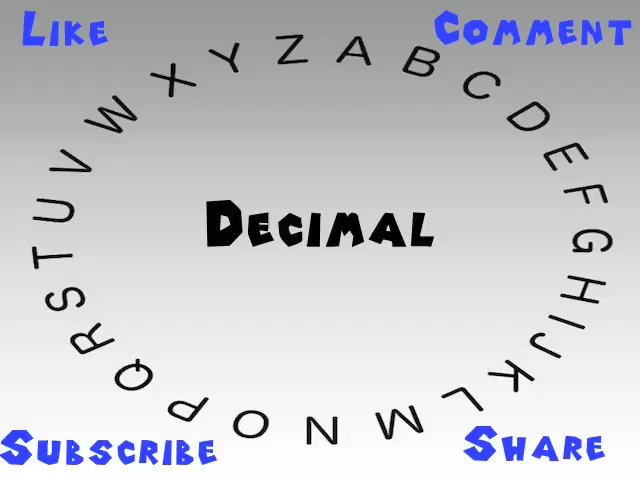 Like
Comment
A B C D E F G H I J K L M N O P Q R S T U V W X Y Z
Decimal
Subscribe
Share